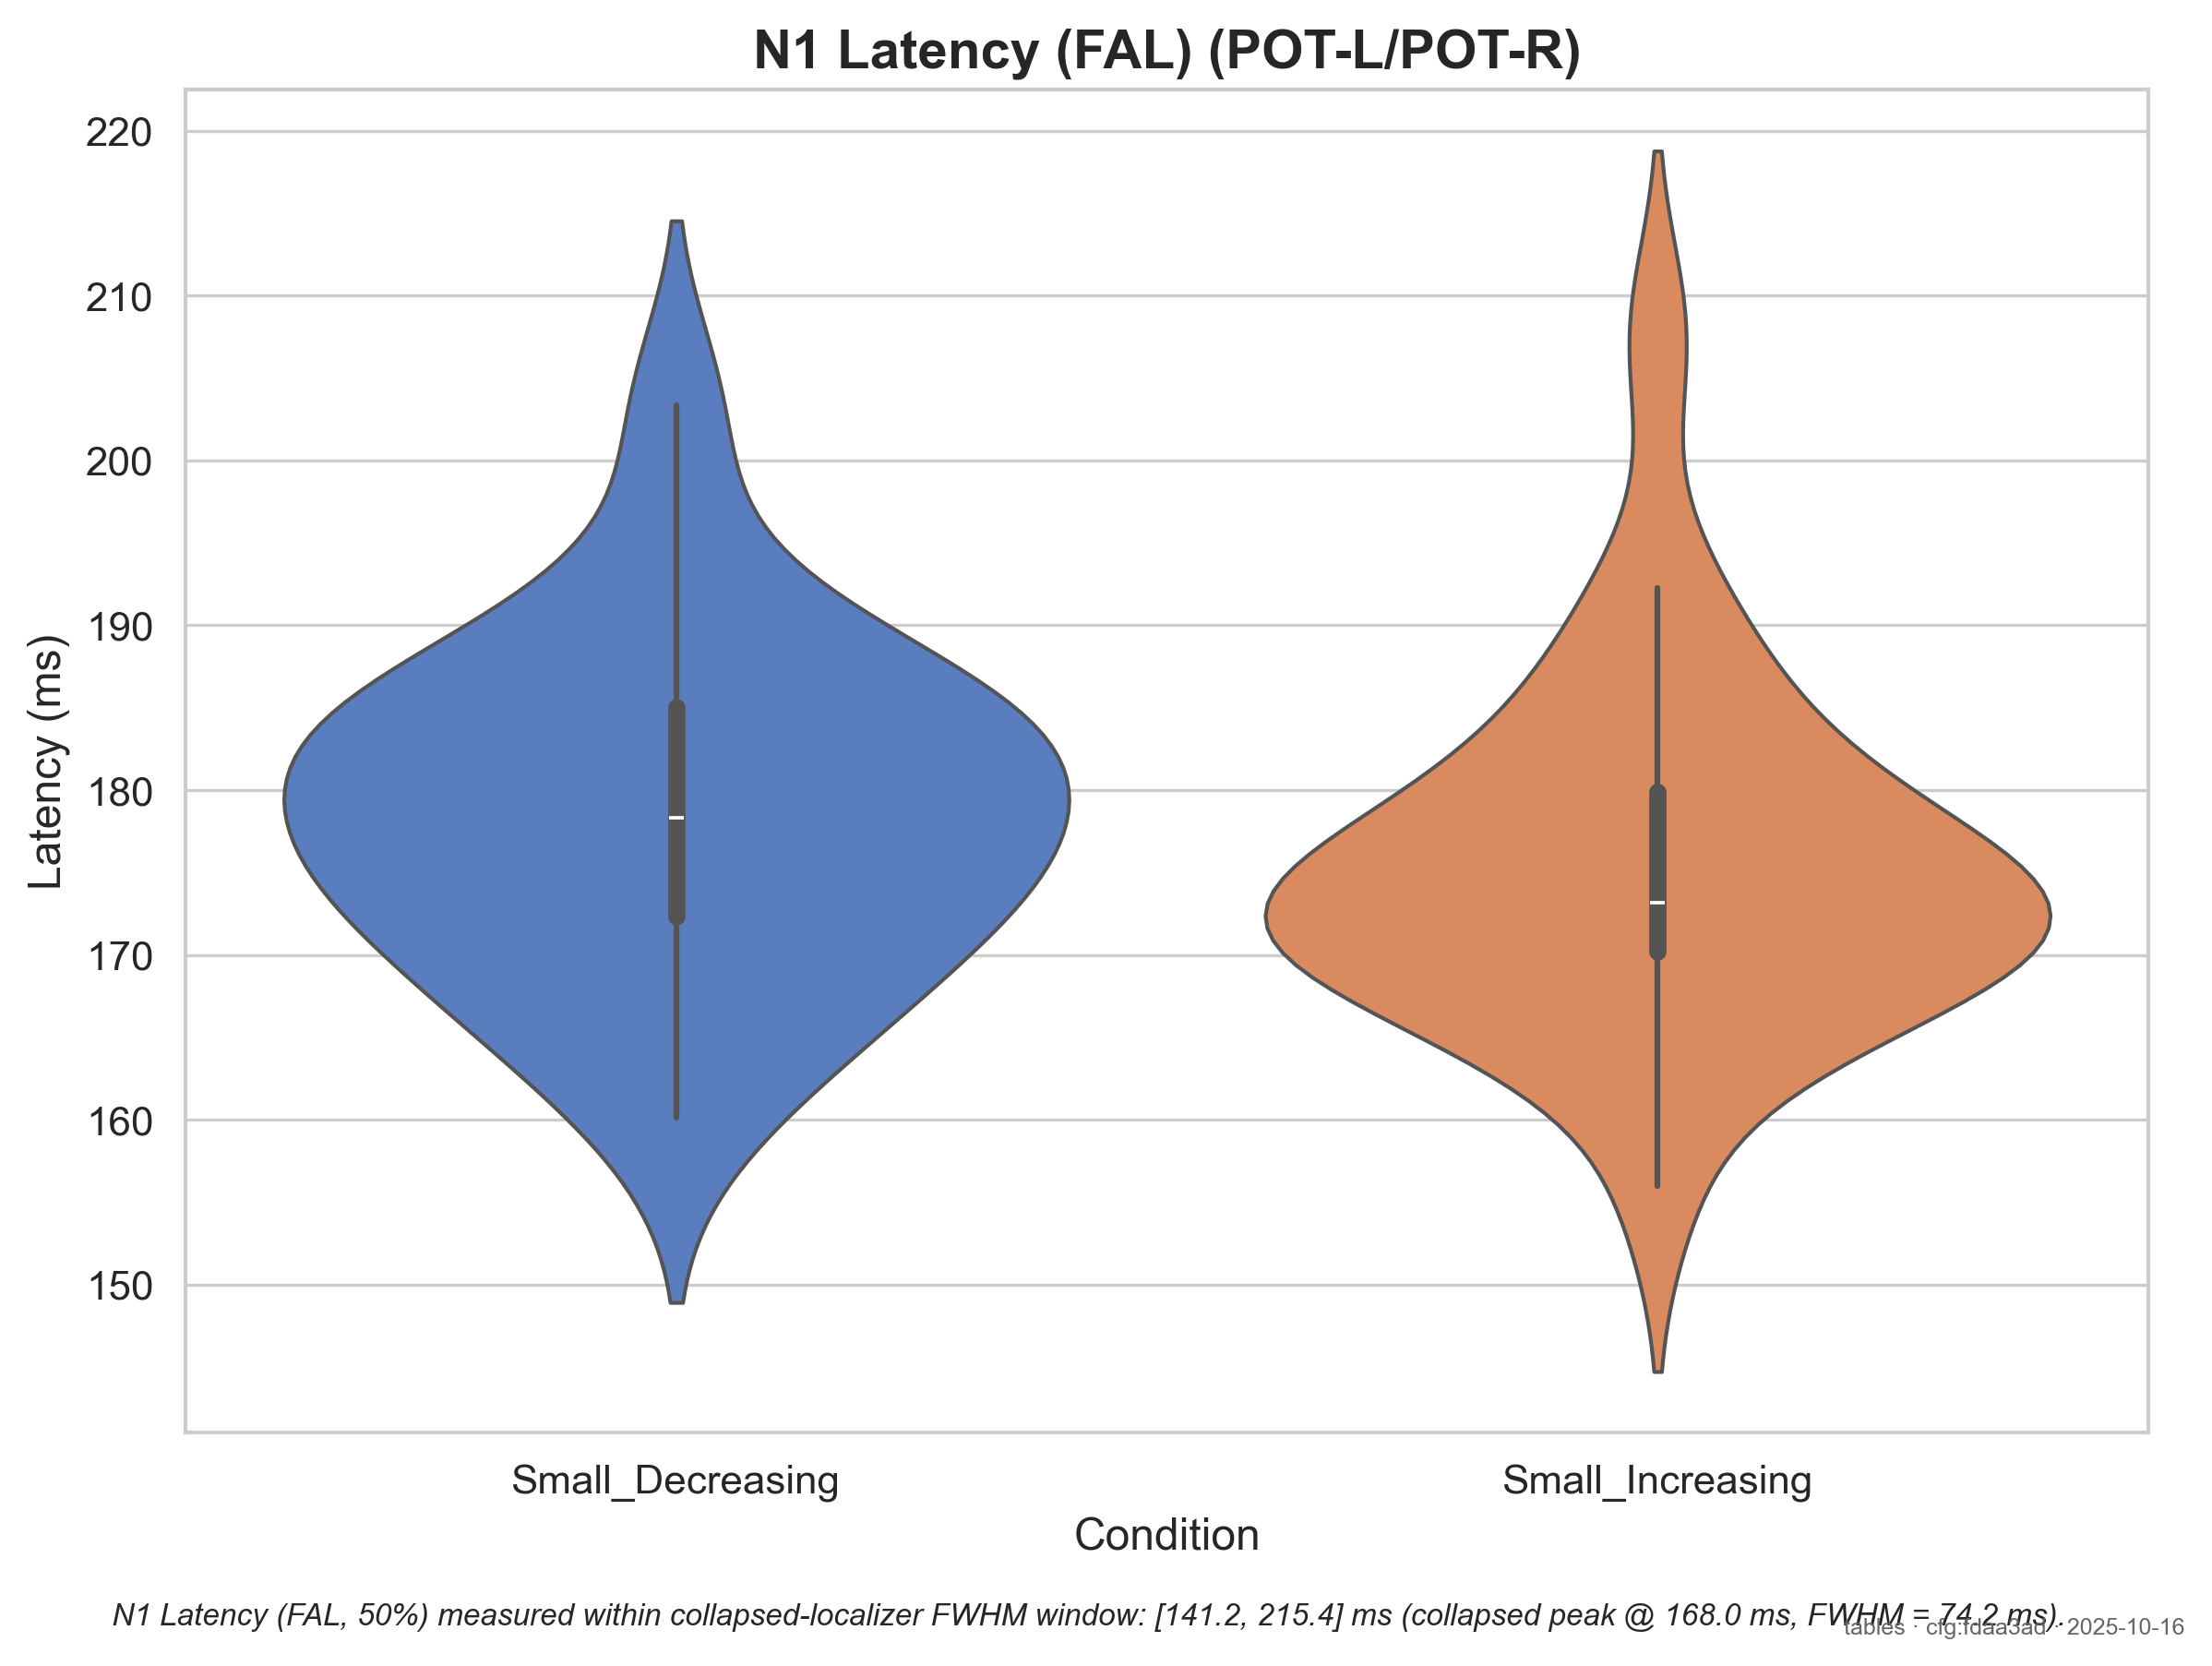 N1 Latency (FAL) (POT-L/POT-R)
220
210
200
190
180
170
160
150
Latency (ms)
Small_Decreasing
Small_Increasing
Condition
N1 Latency (FAL, 50%) measured within collapsed-localizer FWHM window: [141.2, 215.4] ms (collapsed peak @ 168.0 ms, FWHM = 74.2 ms).
tables · cfg:fdaa3ad · 2025-10-16